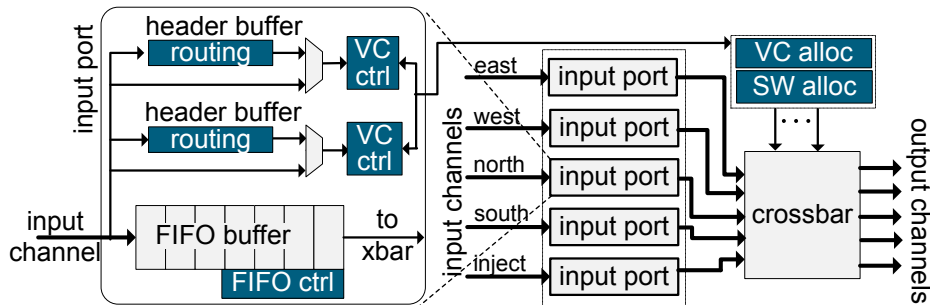 input port
header buffer
routing
VC
ctrl
header buffer
routing
VC
ctrl
input
channel
FIFO buffer
FIFO ctrl
to
xbar
input channels
east
input port
west
input port
north
input port
south
input port
inject
input port
VC alloc
SW alloc
...
crossbar
output channels